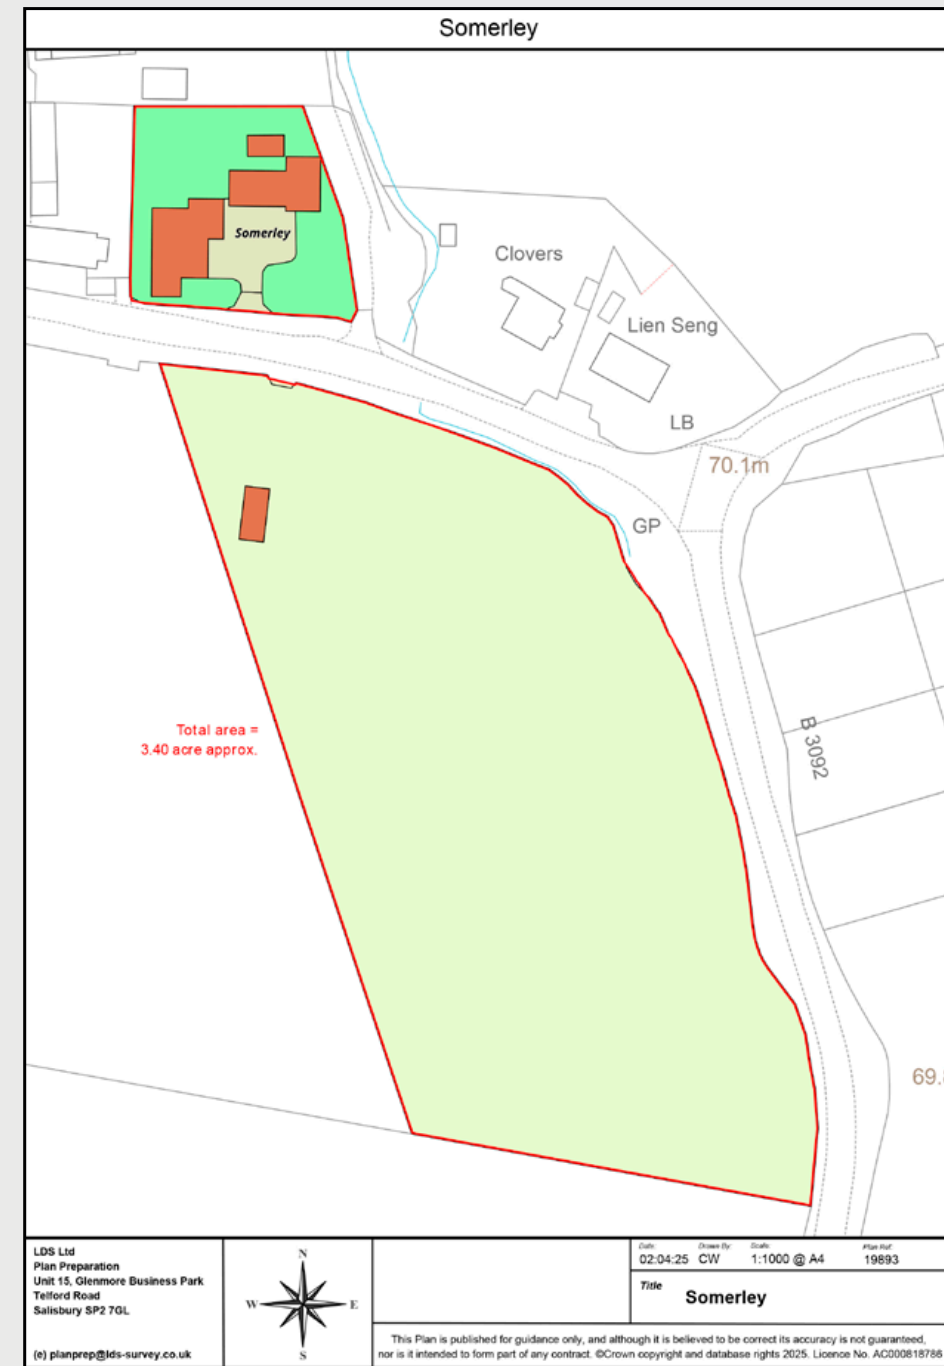 Somerley
Somerley
Clovers
Lien Seng
LB
70.1m
GP
Total area =
3.40 acre approx.
B 3092
69.
LDS Ltd
Plan Preparation
Unit 15, Glenmore Business Park
Telford Road
Salisbury SP2 7GL
(e) planprep@lds-survey.co.uk
N
W E
S
Date: Drawn By: Scale: Plan Ref:
02:04:25 CW 1:1000 @ A4 19893
Title
Somerley
This Plan is published for guidance only, and although it is believed to be correct its accuracy is not guaranteed,
nor is it intended to form part of any contract. ©Crown copyright and database rights 2025. Licence No. AC000818786